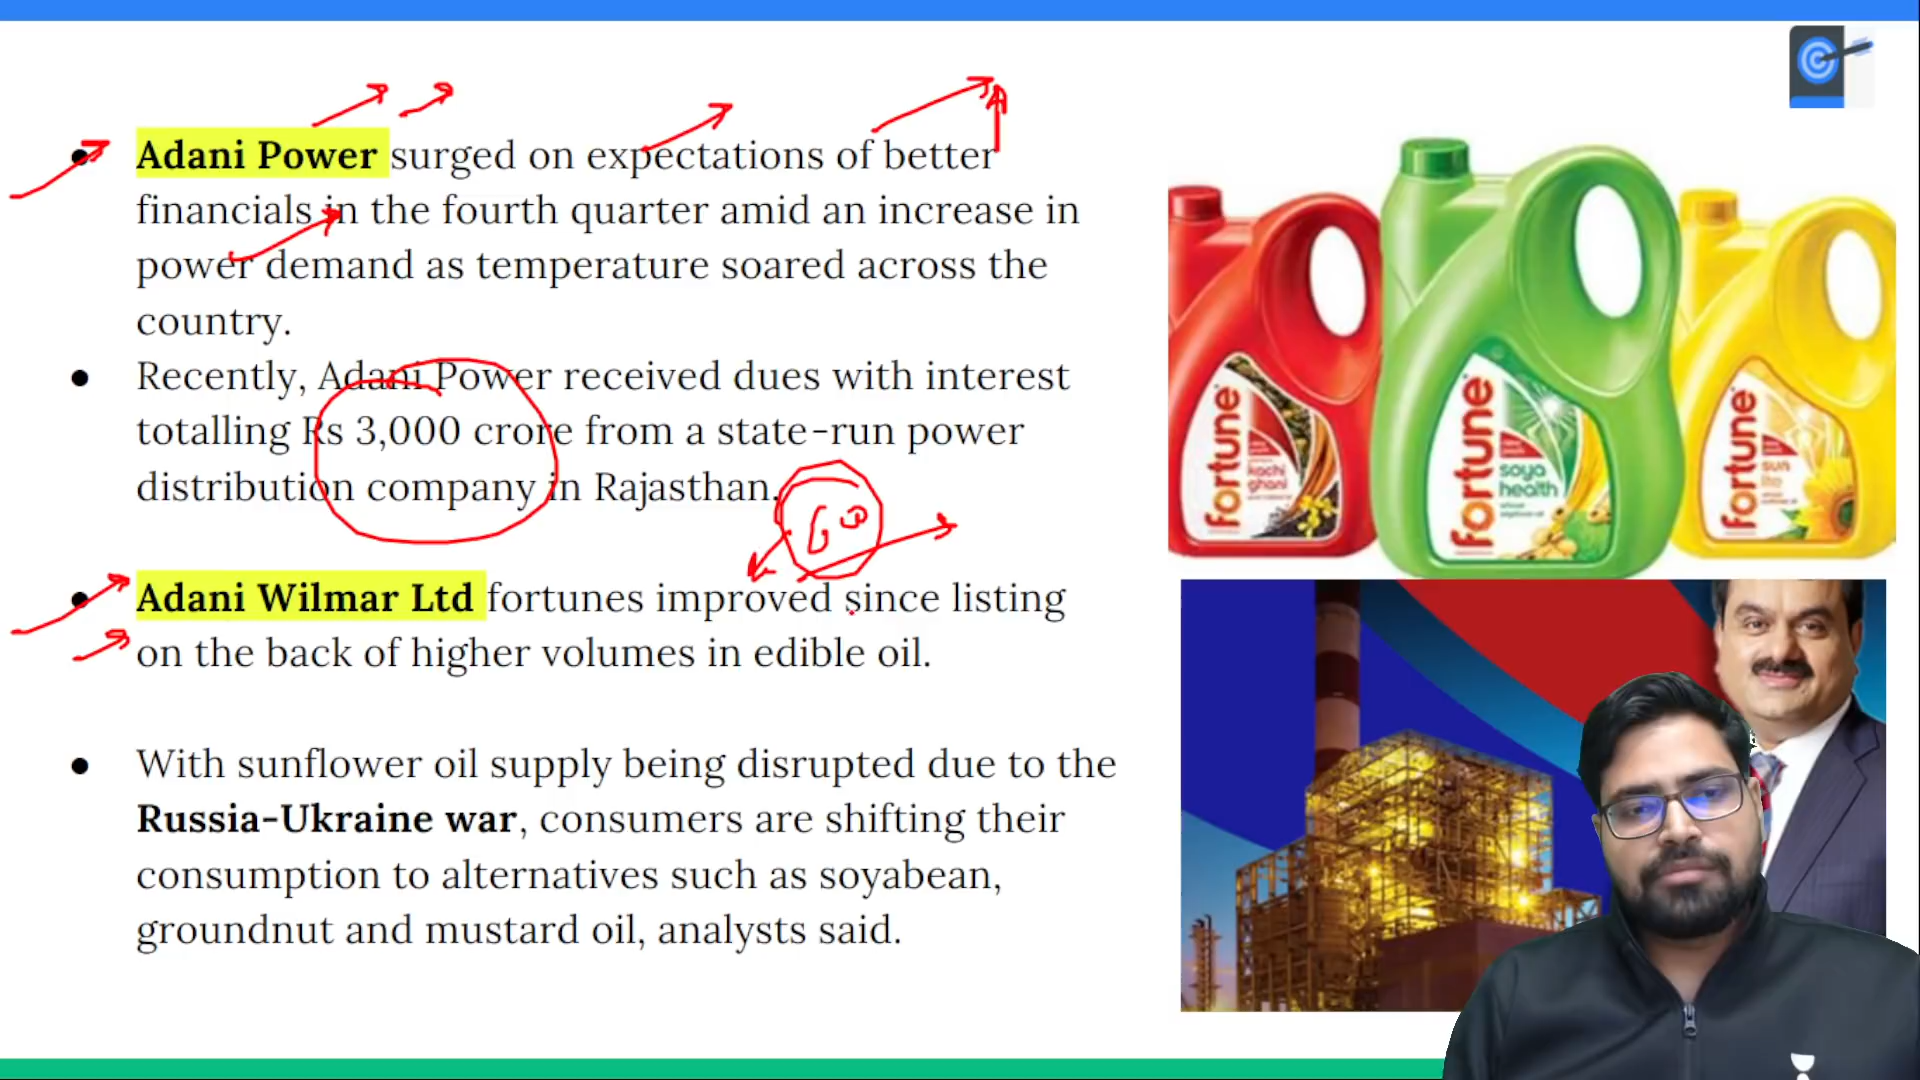 Adani Power surged on expectations of better
financials in the fourth quarter amid an increase in
power demand as temperature soared across the
country.
Recently, Adani Power received dues with interest
totalling Rs 3,000 crore from a state-run power
distribution company in Rajasthan.
Adani Wilmar Ltd fortunes improved since listing
on the back of higher volumes in edible oil.
With sunflower oil supply being disrupted due to the
Russia-Ukraine war, consumers are shifting their
consumption to alternatives such as soyabean,
groundnut and mustard oil, analysts said.
fortune
kachi
ghani
fortune
soya
health
fortune
sun
lite